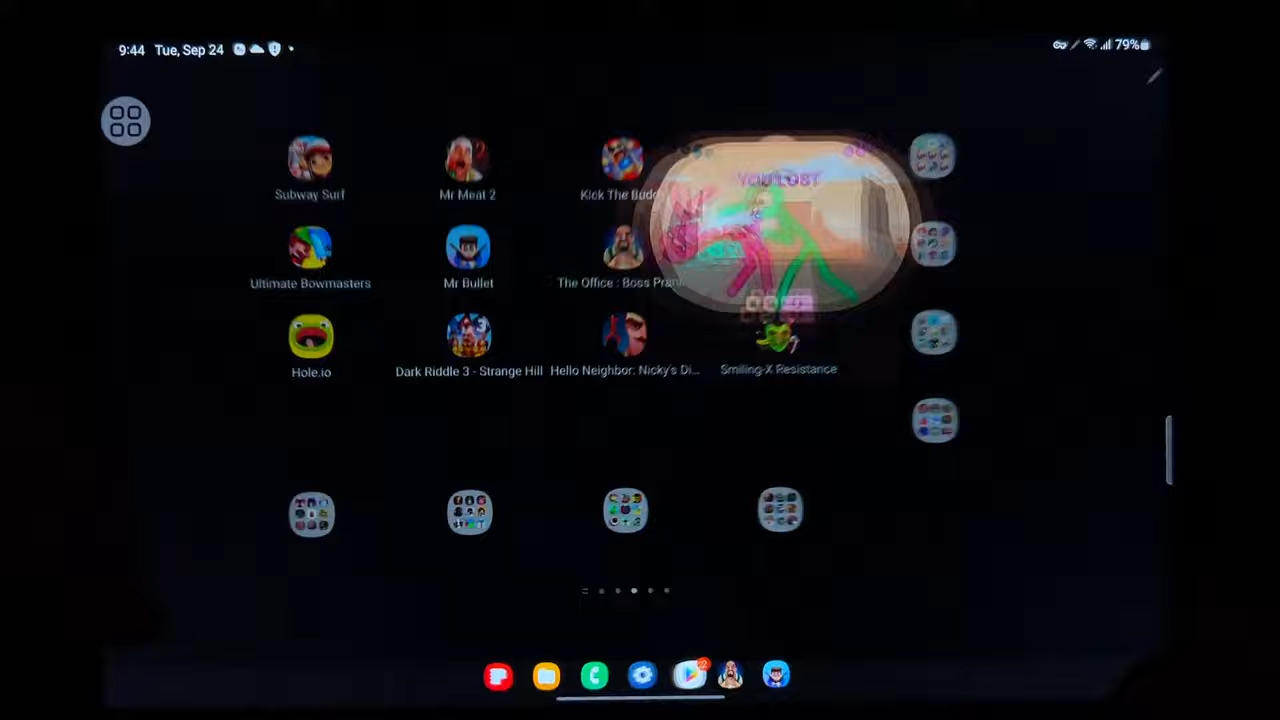 9:44 Tue, Sep 24
79%
YOU LOST
Subway Surf
Mr Meat 2
Kick The Budd
Ultimate Bowmasters
Mr Bullet
The Office : Boss Pran
Hole.io
Dark Riddle 3 - Strange Hill
Hello Neighbor: Nicky's Di...
Smiling-X Resistance